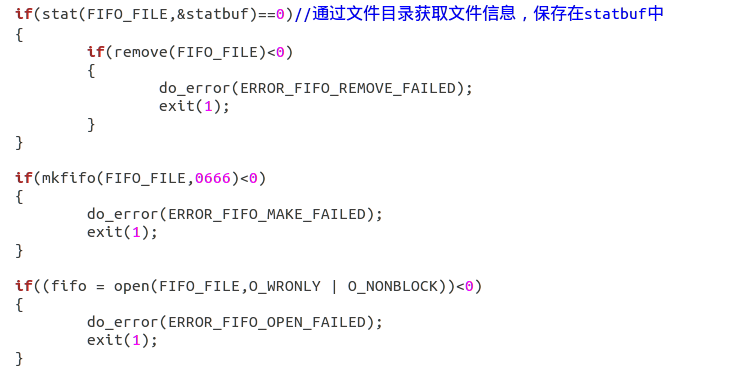 if(stat(FIFO_FILE,&statbuf)==0)//通过文件目录获取文件信息，保存在statbuf中
{
if(remove(FIFO_FILE)<0)
{
do_error(ERROR_FIFO_REMOVE_FAILED);
exit(1);
}
}
if(mkfifo(FIFO_FILE,0666)<0)
{
do_error(ERROR_FIFO_MAKE_FAILED);
exit(1);
}
if((fifo = open(FIFO_FILE,O_WRONLY | O_NONBLOCK))<0)
{
do_error(ERROR_FIFO_OPEN_FAILED);
exit(1);
}